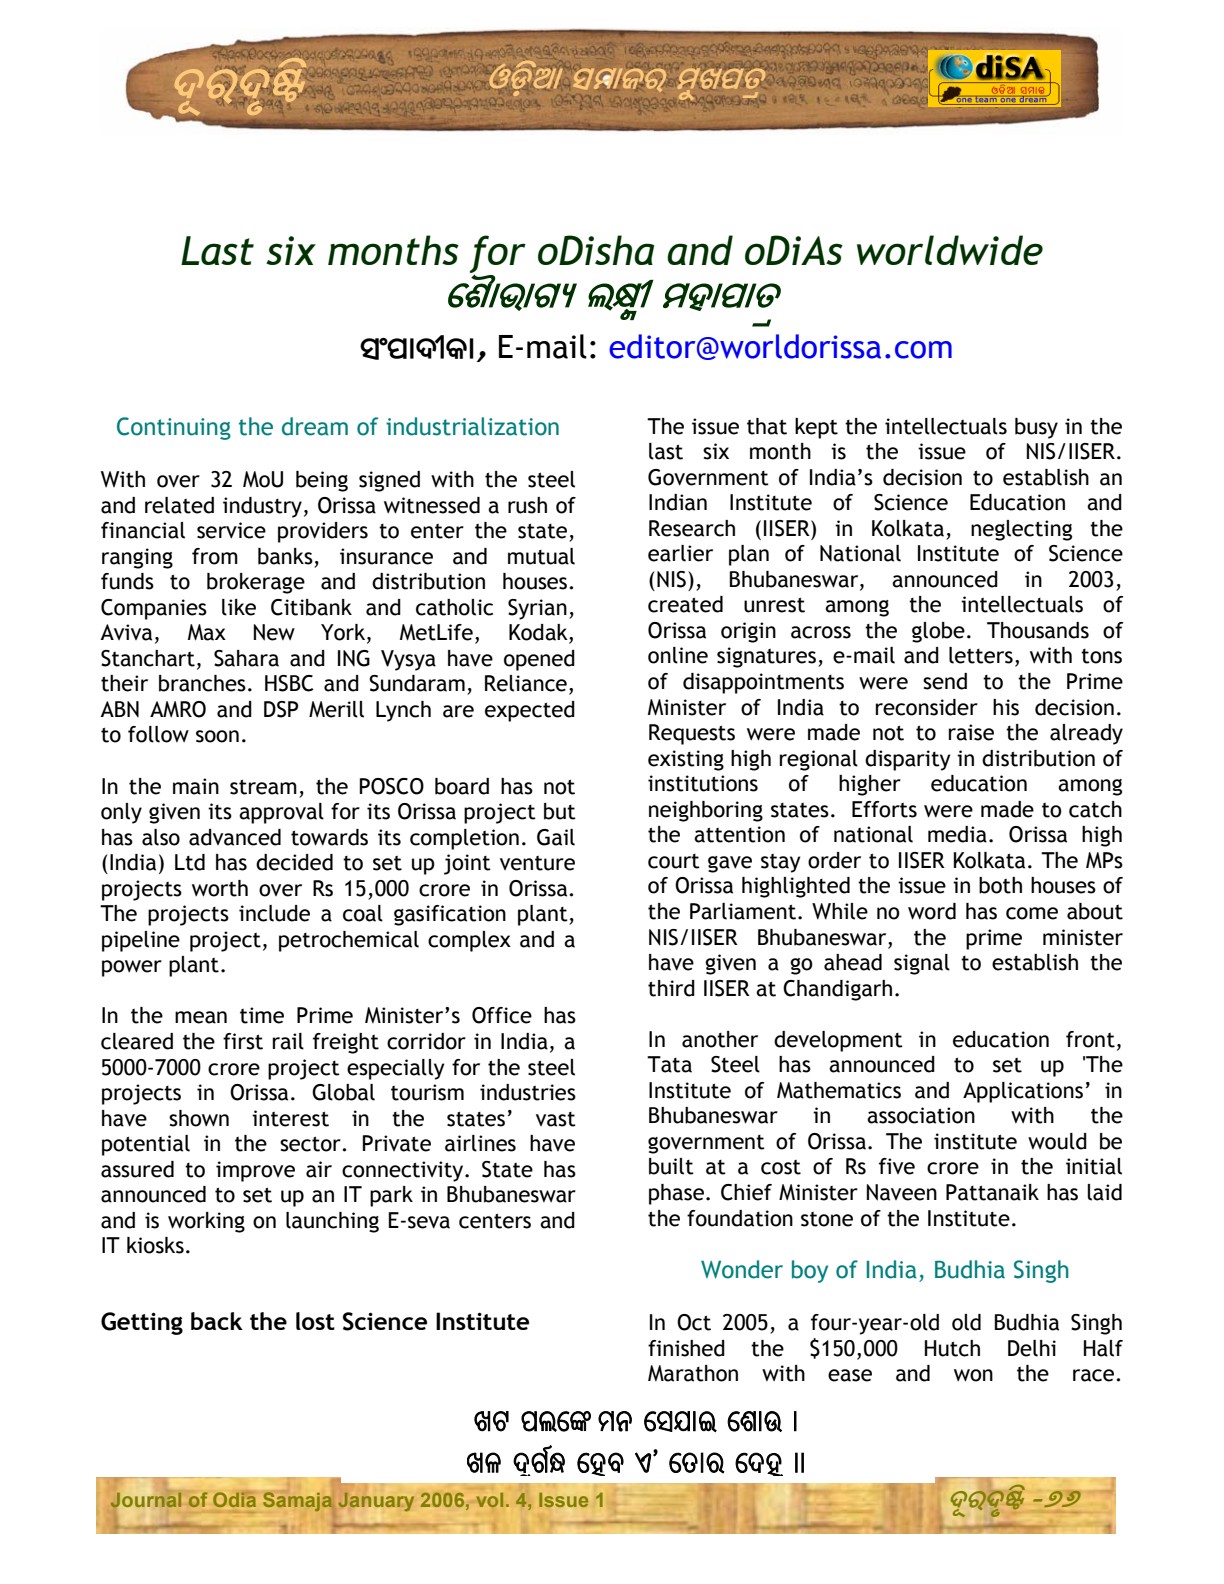 ଦୂରଦୃଷ୍ଟି
ଓଡ଼ିଆ ସମାଜର ମୁଖପତ୍ର
OdiSA
ଓଡିଆ ସମାଜ
one team one dream
Last six months for oDisha and oDiAs worldwide
ଶୌଭାଗ୍ୟ ଲକ୍ଷ୍ମୀ ମହାପାତ୍ର
ସଂପାଦୀକା, E-mail: editor@worldorissa.com
Continuing the dream of industrialization
With over 32 MoU being signed with the steel
and related industry, Orissa witnessed a rush of
financial service providers to enter the state,
ranging from banks, insurance and mutual
funds to brokerage and distribution houses.
Companies like Citibank and catholic Syrian,
Aviva, Max New York, MetLife, Kodak,
Stanchart, Sahara and ING Vysya have opened
their branches. HSBC and Sundaram, Reliance,
ABN AMRO and DSP Merill Lynch are expected
to follow soon.
In the main stream, the POSCO board has not
only given its approval for its Orissa project but
has also advanced towards its completion. Gail
(India) Ltd has decided to set up joint venture
projects worth over Rs 15,000 crore in Orissa.
The projects include a coal gasification plant,
pipeline project, petrochemical complex and a
power plant.
In the mean time Prime Minister’s Office has
cleared the first rail freight corridor in India, a
5000-7000 crore project especially for the steel
projects in Orissa. Global tourism industries
have shown interest in the states’ vast
potential in the sector. Private airlines have
assured to improve air connectivity. State has
announced to set up an IT park in Bhubaneswar
and is working on launching E-seva centers and
IT kiosks.
Getting back the lost Science Institute
The issue that kept the intellectuals busy in the
last six month is the issue of NIS/IISER.
Government of India’s decision to establish an
Indian Institute of Science Education and
Research (IISER) in Kolkata, neglecting the
earlier plan of National Institute of Science
(NIS), Bhubaneswar, announced in 2003,
created unrest among the intellectuals of
Orissa origin across the globe. Thousands of
online signatures, e-mail and letters, with tons
of disappointments were send to the Prime
Minister of India to reconsider his decision.
Requests were made not to raise the already
existing high regional disparity in distribution of
institutions of higher education among
neighboring states. Efforts were made to catch
the attention of national media. Orissa high
court gave stay order to IISER Kolkata. The MPs
of Orissa highlighted the issue in both houses of
the Parliament. While no word has come about
NIS/IISER Bhubaneswar, the prime minister
have given a go ahead signal to establish the
third IISER at Chandigarh.
In another development in education front,
Tata Steel has announced to set up 'The
Institute of Mathematics and Applications’ in
Bhubaneswar in association with the
government of Orissa. The institute would be
built at a cost of Rs five crore in the initial
phase. Chief Minister Naveen Pattanaik has laid
the foundation stone of the Institute.
Wonder boy of India, Budhia Singh
In Oct 2005, a four-year-old old Budhia Singh
finished the $150,000 Hutch Delhi Half
Marathon with ease and won the race.
ଖଟ ପଲଙ୍କେ ମନ ସେଯାଇ ଶୋଉ ।
ଖଳ ଦୂର୍ଗନ୍ଧ ହେବ ଏ’ ତୋର ଦେହ ॥
Journal of Odia Samaja January 2006, vol. 4, Issue 1
ଦୂରଦୃଷ୍ଟି -୭୬